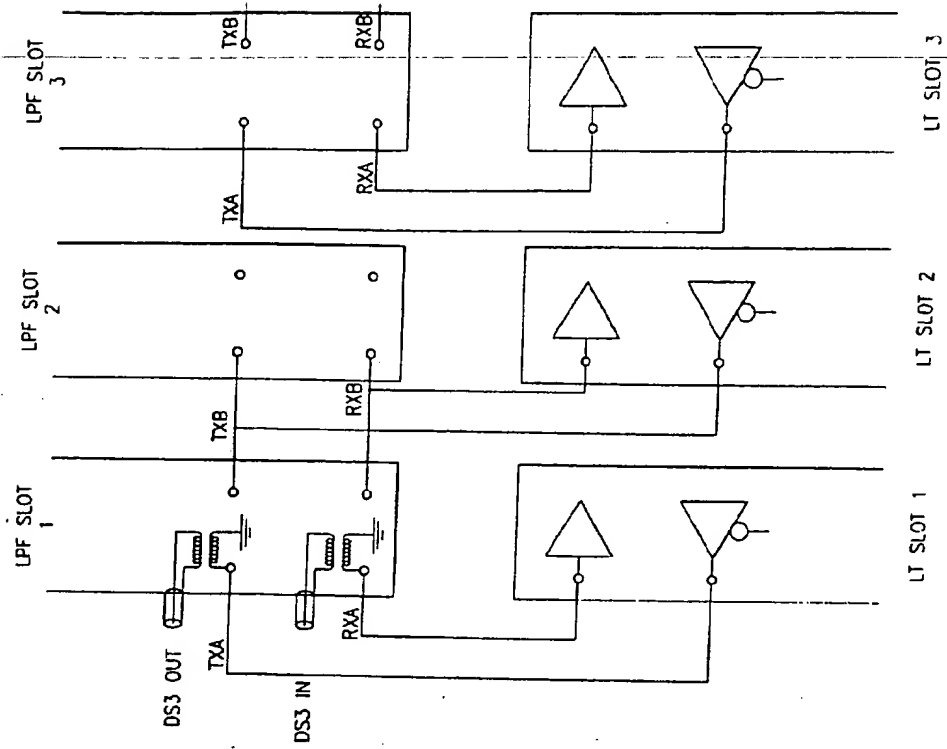 LPF SLOT
1
LPF SLOT
2
LPF SLOT
3
DS3 OUT
TXA
TXB
TXA
TXB
DS3 IN
RXA
RXB
RXA
RXB
LT SLOT 1
LT SLOT 2
LT SLOT 3